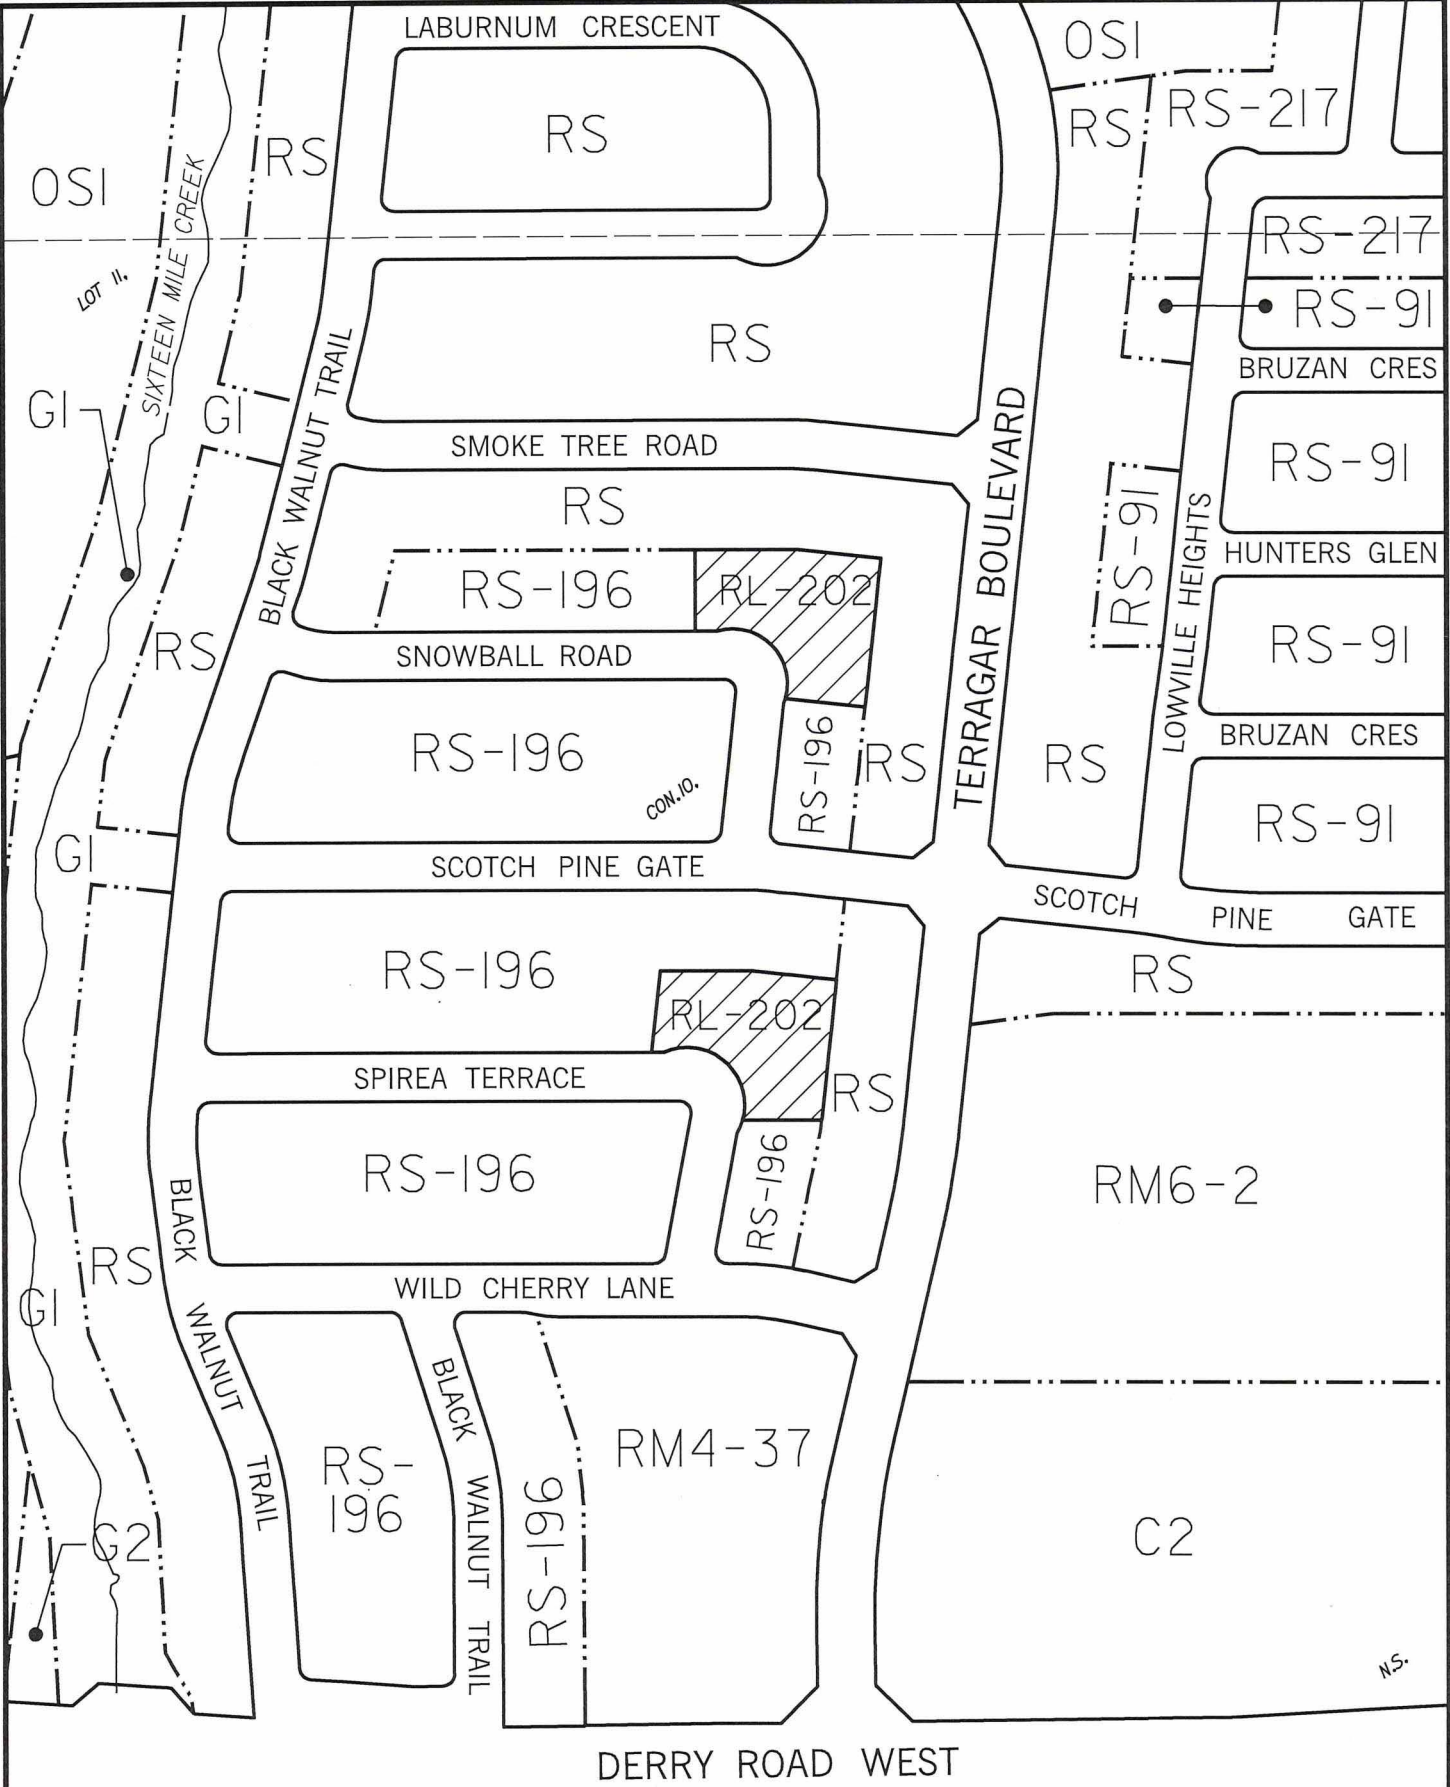 LABURNUM CRESCENT
OS1
RS
RS-217
RS
RS
OS1
SIXTEEN MILE CREEK
RS-217
LOT 11.
RS-91
RS
BLACK WALNUT TRAIL
BRUZAN CRES
G1
G1
SMOKE TREE ROAD
TERRAGAR BOULEVARD
RS-91
RS
RS-91
LOWVILLE HEIGHTS
HUNTERS GLEN
RS-196
RL-202
RS
SNOWBALL ROAD
RS-91
RS-196
RS-196
RS
RS
BRUZAN CRES
CON.10.
RS-91
G1
SCOTCH PINE GATE
SCOTCH PINE GATE
RS-196
RS
RL-202
SPIREA TERRACE
RS
RS-196
RS-196
RM6-2
BLACK WALNUT TRAIL
RS
G1
WILD CHERRY LANE
BLACK WALNUT TRAIL
RS-
196
RS-196
RM4-37
G2
C2
N.S.
DERRY ROAD WEST